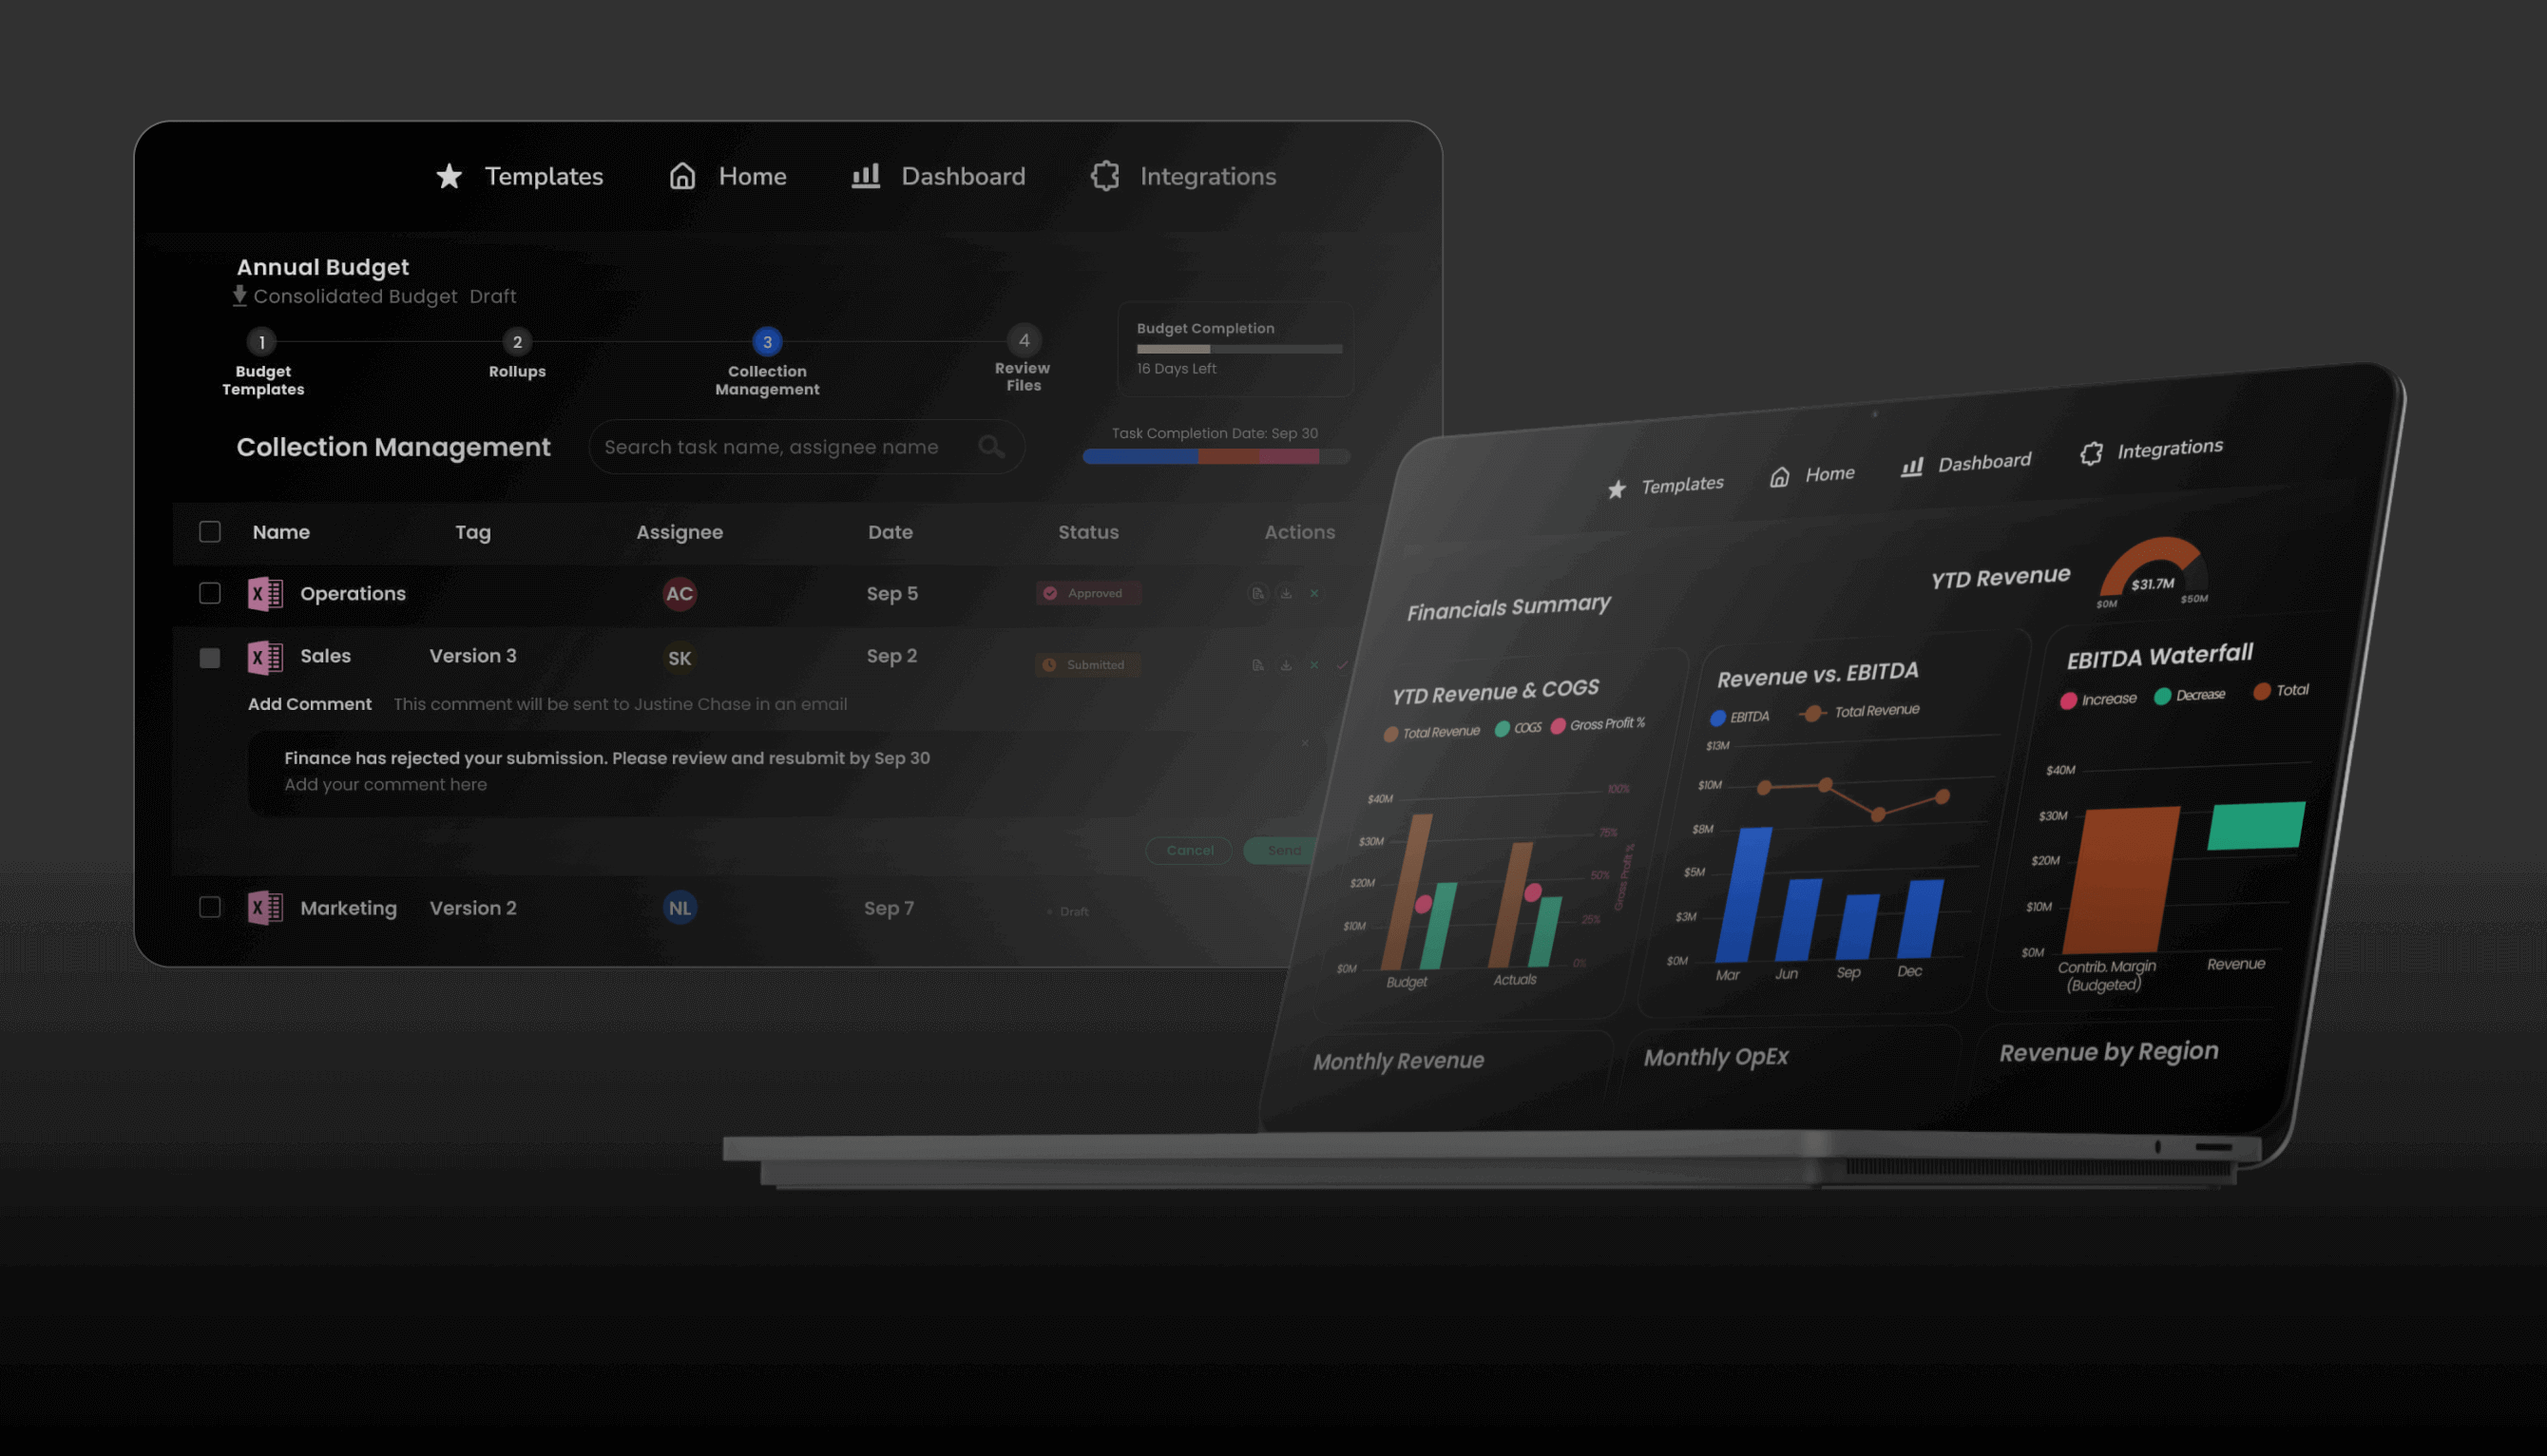 Templates
Home
Dashboard
Integrations
Annual Budget
Consolidated Budget Draft
1
2
3
4
Budget
Templates
Rollups
Collection
Management
Review
Files
Budget Completion
16 Days Left
Collection Management
Search task name, assignee name
Task Completion Date: Sep 30
Name Tag Assignee Date Status Actions
X Operations AC Sep 5 Approved
X Sales Version 3 SK Sep 2 Submitted
Add Comment This comment will be sent to Justine Chase in an email
Finance has rejected your submission. Please review and resubmit by Sep 30
Add your comment here
Cancel
Send
X Marketing Version 2 NL Sep 7 Draft
Templates
Home
Dashboard
Integrations
Financials Summary
YTD Revenue
$31.7M
$0M
$50M
YTD Revenue & COGS
Total Revenue COGS Gross Profit %
$40M
$30M
$20M
$10M
$0M
100%
75%
50%
25%
0%
Gross Profit %
Budget
Actuals
Revenue vs. EBITDA
EBITDA Total Revenue
$13M
$10M
$8M
$5M
$3M
$0M
Mar
Jun
Sep
Dec
EBITDA Waterfall
Increase Decrease Total
$40M
$30M
$20M
$10M
$0M
Contrib. Margin
(Budgeted)
Revenue
Monthly Revenue
Monthly OpEx
Revenue by Region